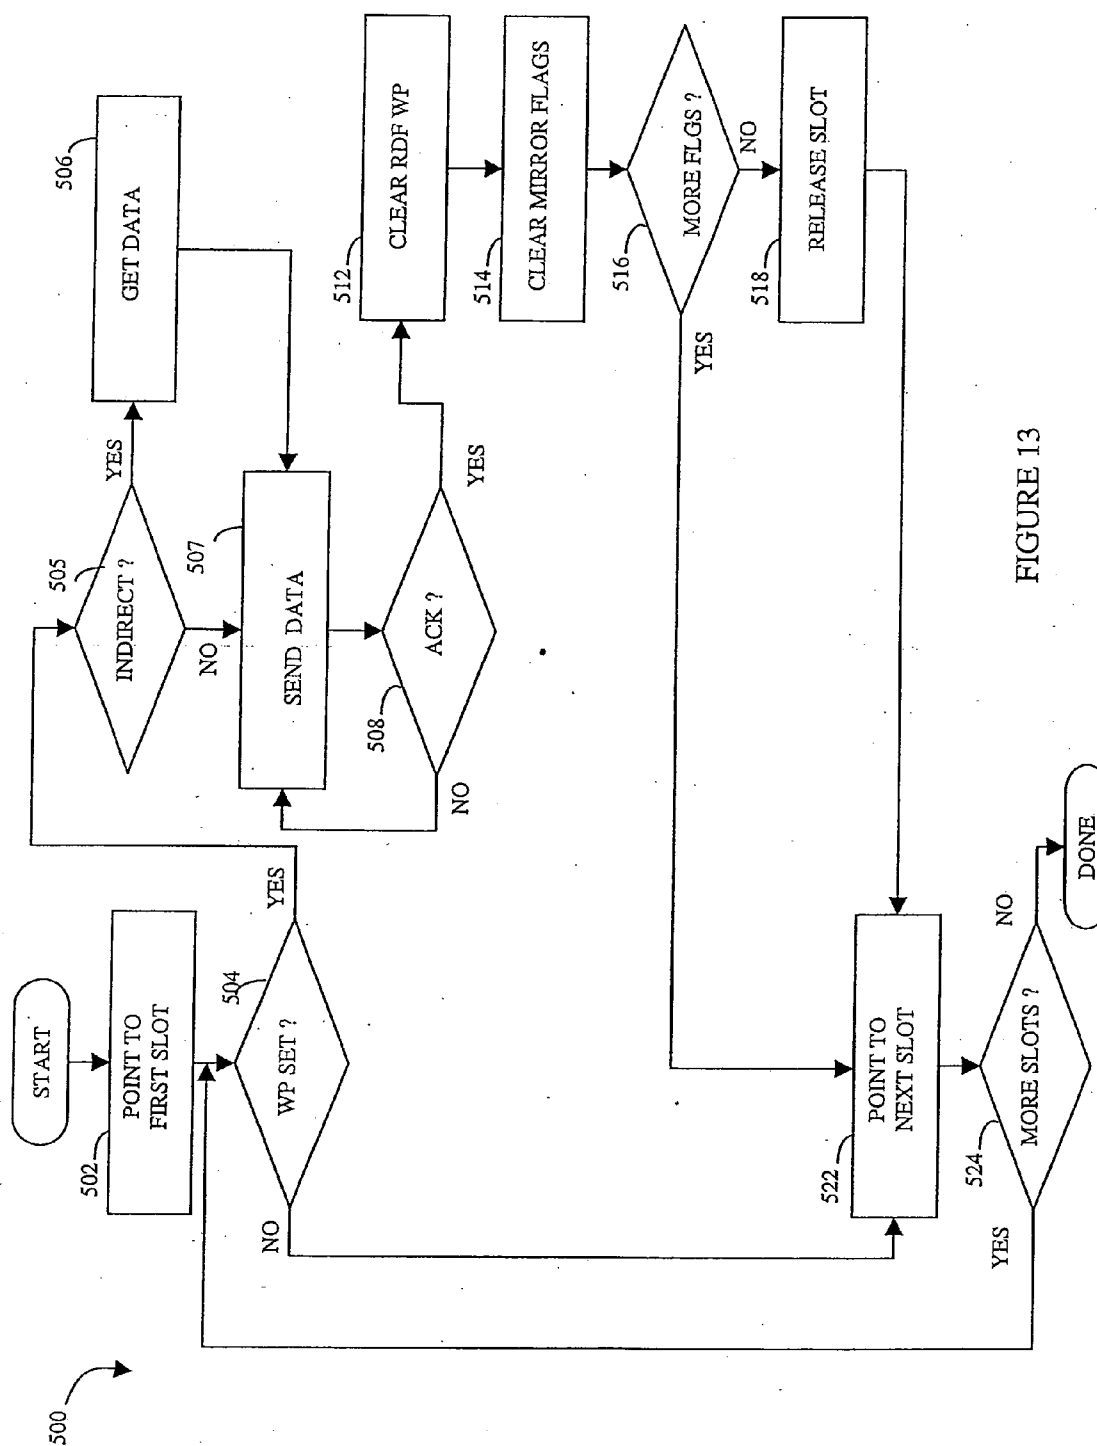 500
START
502
POINT TO
FIRST SLOT
504
WP SET ?
YES
NO
505
INDIRECT ?
YES
NO
506
GET DATA
507
SEND DATA
508
ACK ?
YES
NO
512
CLEAR RDF WP
514
CLEAR MIRROR FLAGS
516
MORE FLGS ?
YES
NO
518
RELEASE SLOT
522
POINT TO
NEXT SLOT
524
MORE SLOTS ?
YES
NO
DONE
FIGURE 13